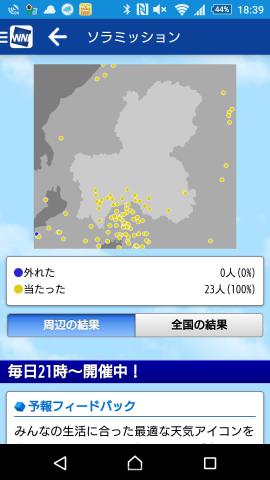 44% 18:39
WN ソラミッション
外れた 0人(0%)
当たった 23人(100%)
周辺の結果 全国の結果
毎日21時～開催中！
予報フィードバック
みんなの生活に合った最適な天気アイコンを